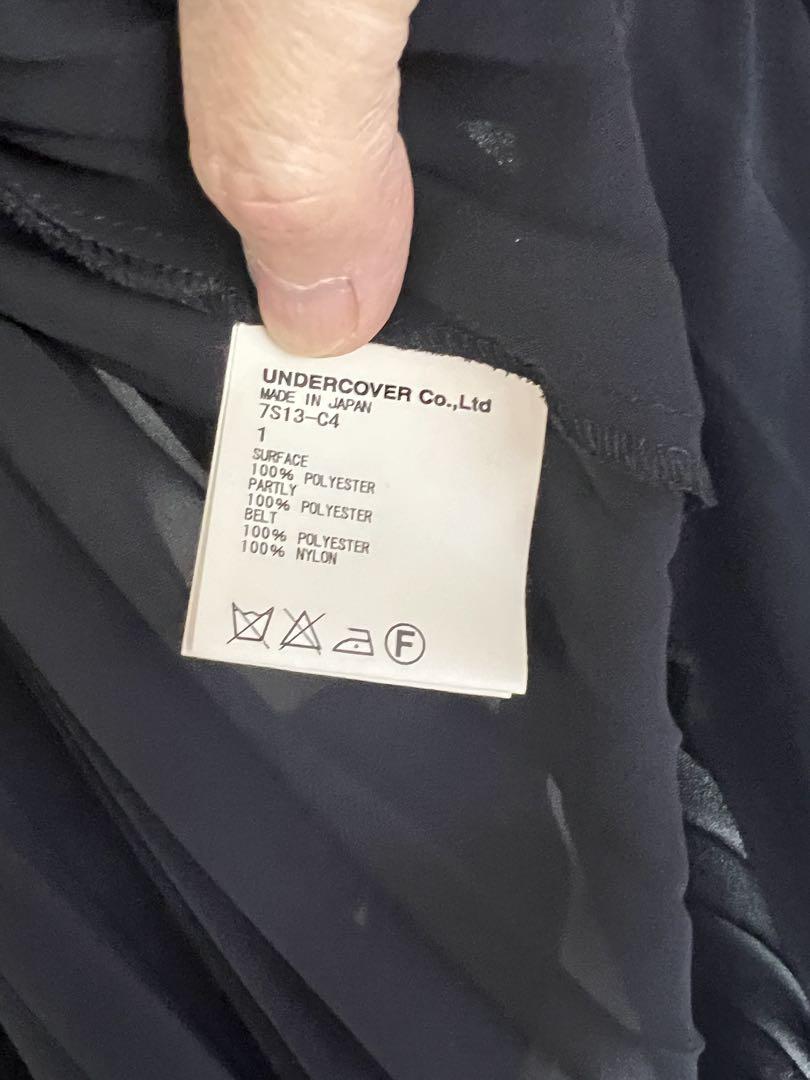 UNDERCOVER Co.,Ltd
MADE IN JAPAN
7S13-C4
1
SURFACE
100% POLYESTER
PARTLY
100% POLYESTER
BELT
100% POLYESTER
100% NYLON
F